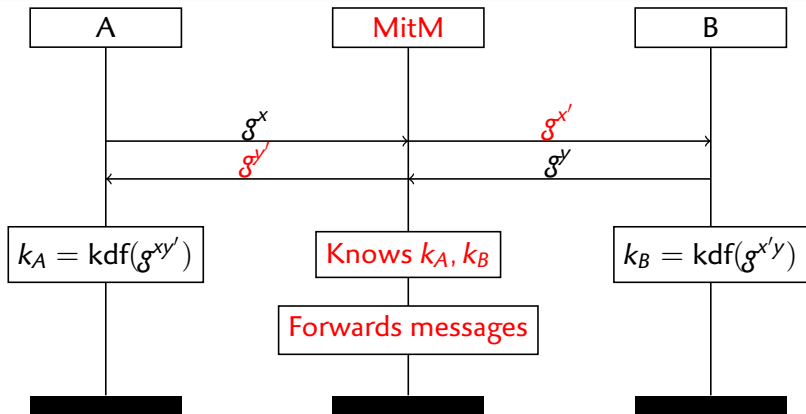 A MitM B
g^x g^x′
g^y′ g^y
k_A = kdf(g^xy′) Knows k_A, k_B k_B = kdf(g^x′y)
Forwards messages